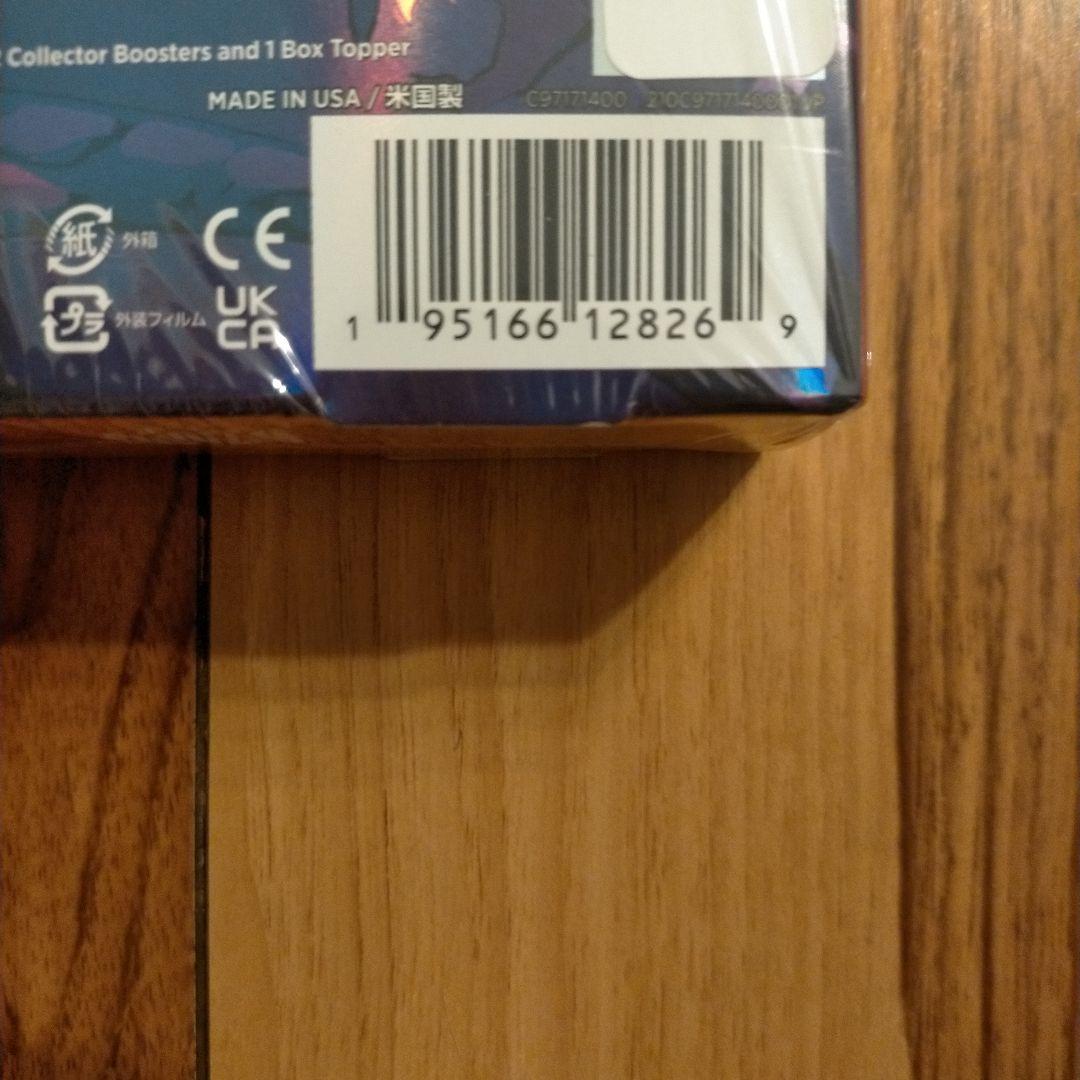 Collector Boosters and 1 Box Topper
MADE IN USA / 米国製
C97171400
紙 外箱
CE
プラ 外装フィルム
UK
CA
1 95166 12826 9